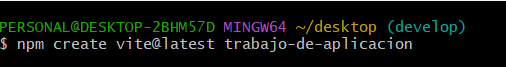 PERSONAL@DESKTOP-2BHM57D MINGW64 ~/desktop (develop)
$ npm create vite@latest trabajo-de-aplicacion